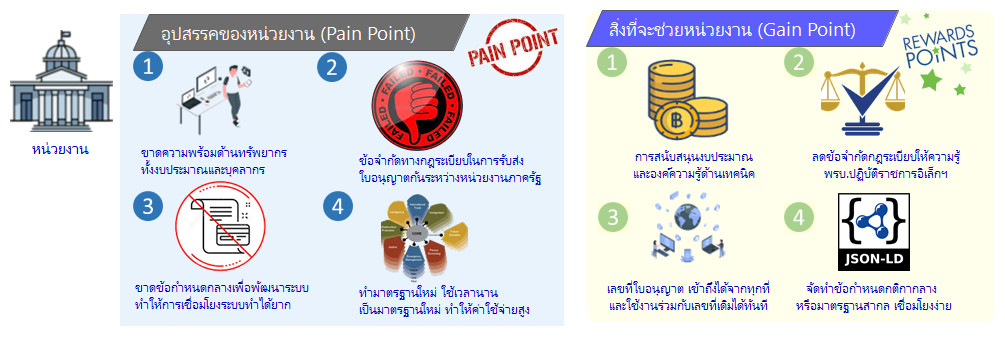 หน่วยงาน
อุปสรรคของหน่วยงาน (Pain Point)
PAIN POINT
1
ขาดความพร้อมด้านทรัพยากร
ทั้งงบประมาณและบุคลากร
2
FAILED FAILED FAILED FAILED
ข้อจำกัดทางกฎระเบียบในการรับส่ง
ใบอนุญาตกันระหว่างหน่วยงานภาครัฐ
3
ขาดข้อกำหนดกลางเพื่อพัฒนาระบบ
ทำให้การเชื่อมโยงระบบทำได้ยาก
4
ทำมาตรฐานใหม่ ใช้เวลานาน
เป็นมาตรฐานใหม่ ทำให้ค่าใช้จ่ายสูง
สิ่งที่จะช่วยหน่วยงาน (Gain Point)
REWARDS
POINTS
1
การสนับสนุนงบประมาณ
และองค์ความรู้ด้านเทคนิค
2
ลดข้อจำกัดกฎระเบียบให้ความรู้
พรบ.ปฏิบัติราชการอิเล็กฯ
3
เลขที่ใบอนุญาต เข้าถึงได้จากทุกที่
และใช้งานร่วมกับเลขที่เดิมได้ทันที
4
JSON-LD
จัดทำข้อกำหนดกติกากลาง
หรือมาตรฐานสากล เชื่อมโยงง่าย